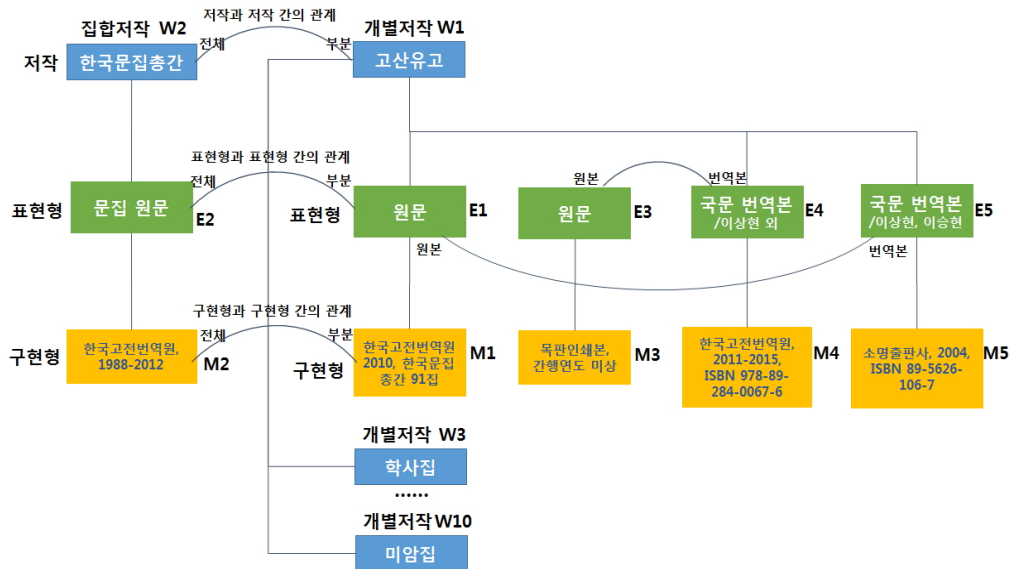 집합저작 W2
저작과 저작 간의 관계
개별저작 W1
전체
부분
저작
한국문집총간
고산유고
표현형과 표현형 간의 관계
전체
부분
원본
번역본
표현형
문집 원문
E2
표현형
원문
E1
원문
E3
국문 번역본
/이상현 외
E4
국문 번역본
/이상현, 이승현
E5
원본
번역본
구현형과 구현형 간의 관계
전체
부분
구현형
한국고전번역원,
1988-2012
M2
구현형
한국고전번역원
2010, 한국문집
총간 91집
M1
목판인쇄본,
간행연도 미상
M3
한국고전번역원,
2011-2015,
ISBN 978-89-
284-0067-6
M4
소명출판사, 2004,
ISBN 89-5626-
106-7
M5
개별저작 W3
학사집
......
개별저작 W10
미암집